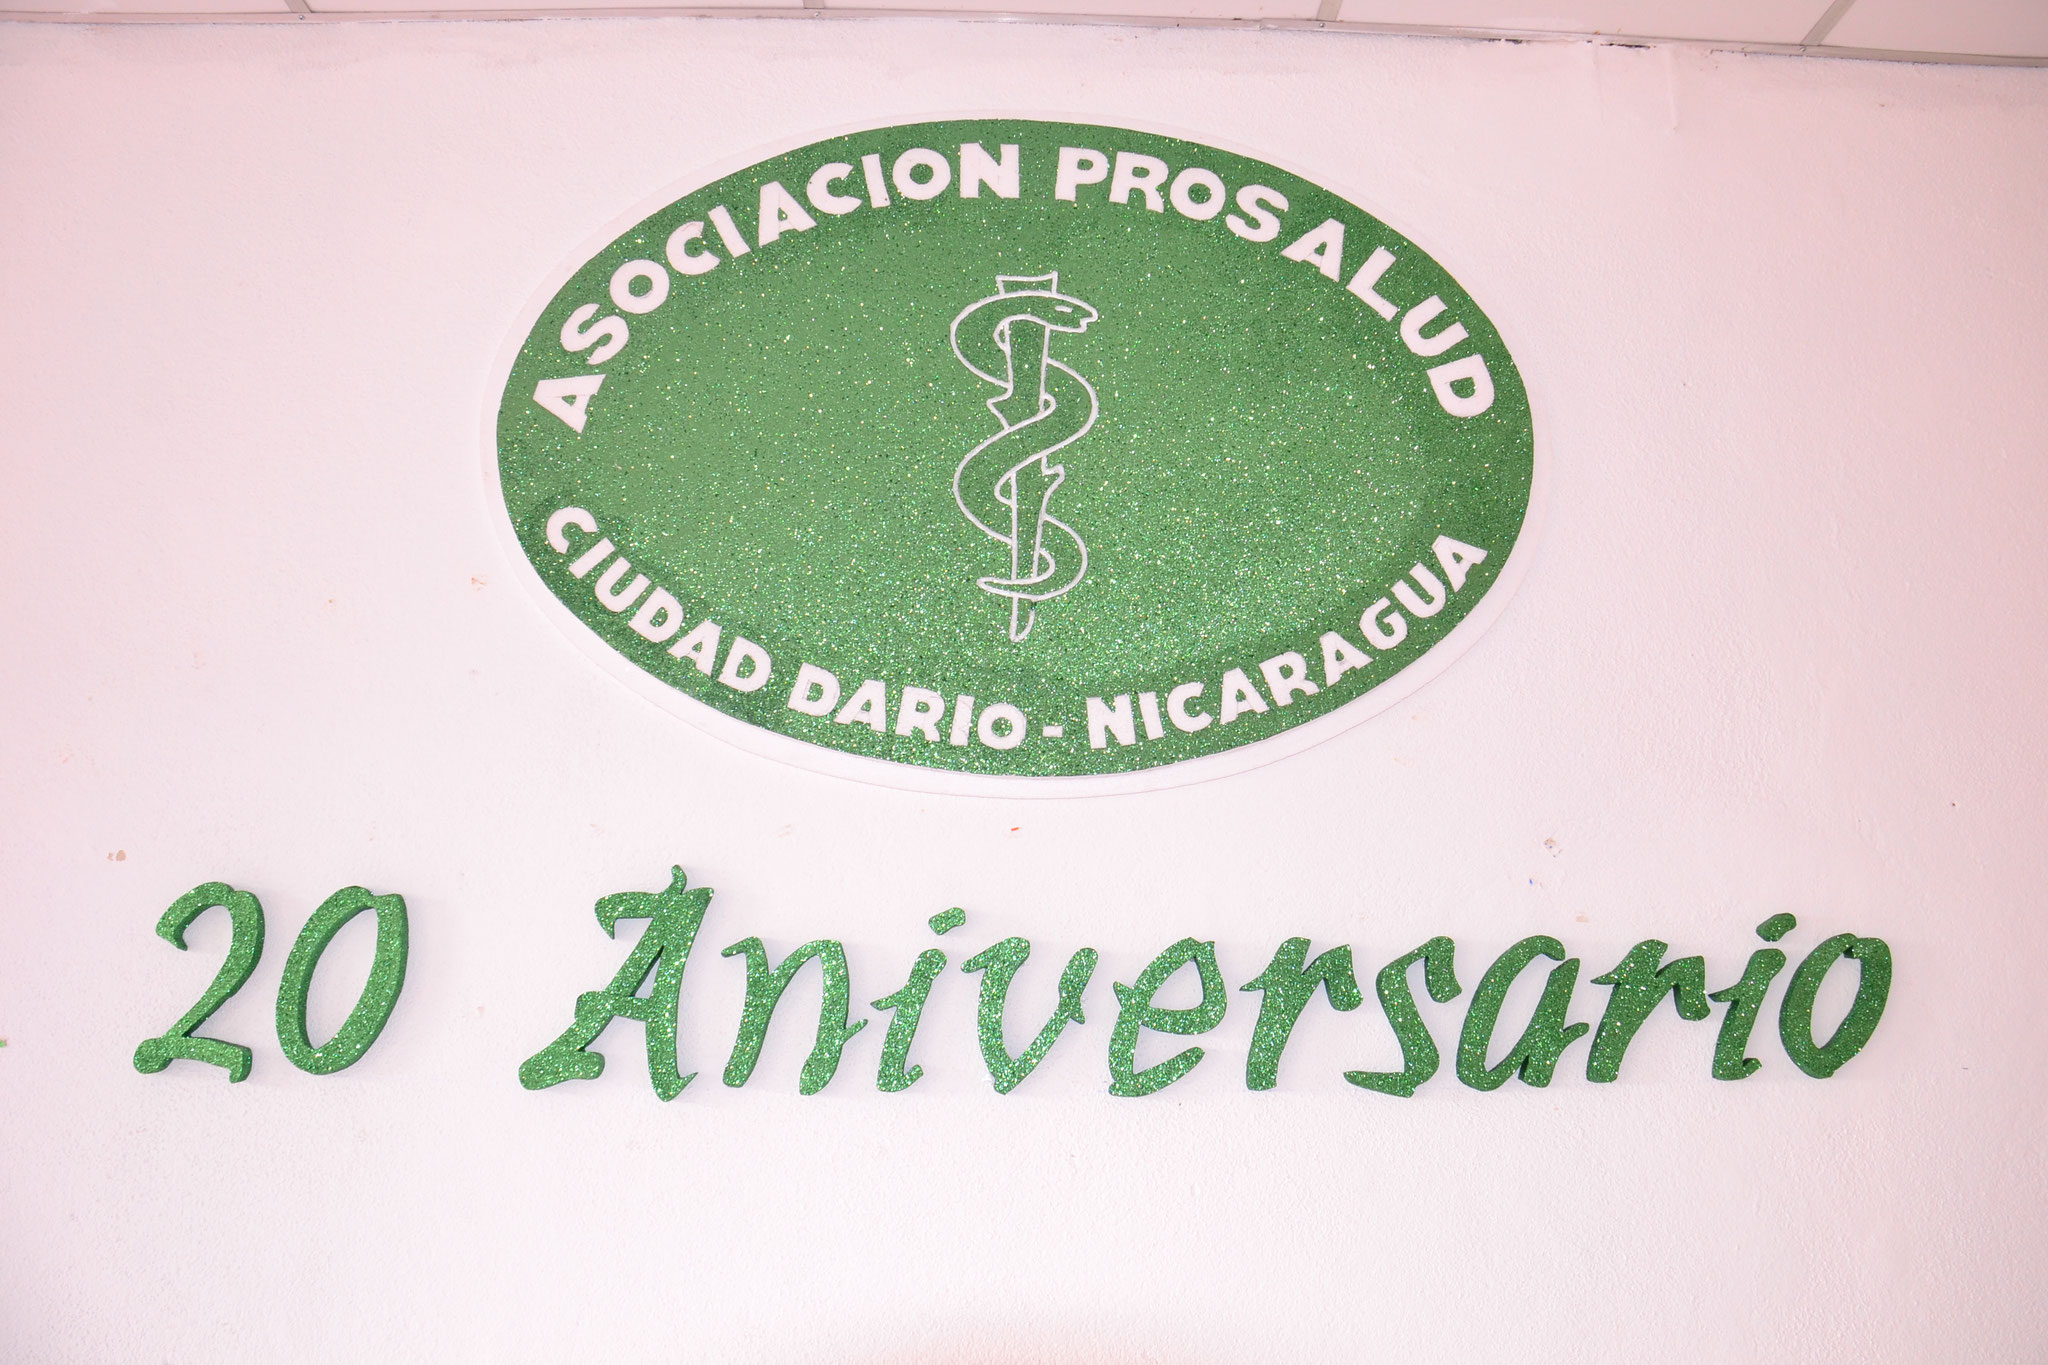 ASOCIACION PROSALUD
CIUDAD DARIO - NICARAGUA
20 Aniversario